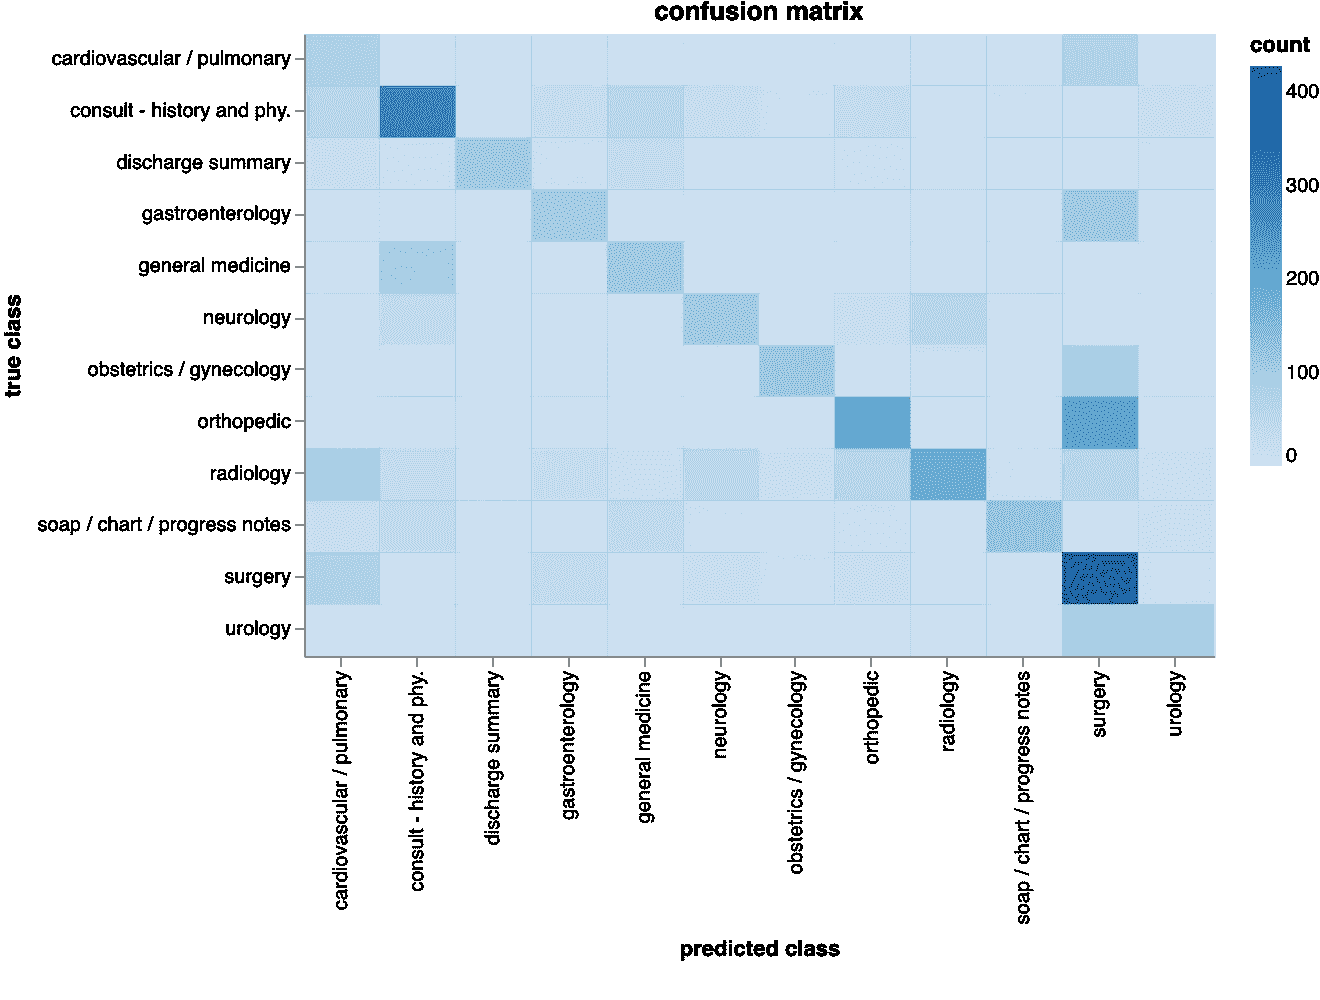 confusion matrix
count
400
300
200
100
0
true class
cardiovascular / pulmonary
consult - history and phy.
discharge summary
gastroenterology
general medicine
neurology
obstetrics / gynecology
orthopedic
radiology
soap / chart / progress notes
surgery
urology
cardiovascular / pulmonary
consult - history and phy.
discharge summary
gastroenterology
general medicine
neurology
obstetrics / gynecology
orthopedic
radiology
soap / chart / progress notes
surgery
urology
predicted class